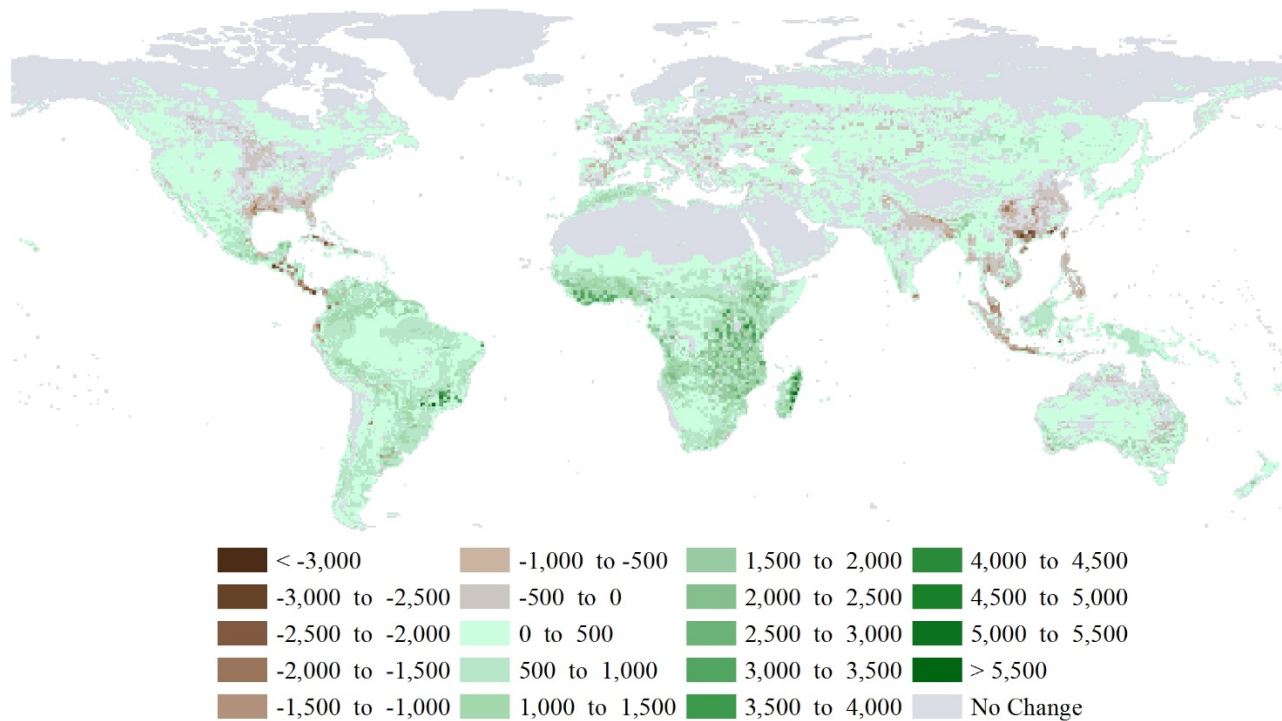 < -3,000
-3,000 to -2,500
-2,500 to -2,000
-2,000 to -1,500
-1,500 to -1,000
-1,000 to -500
-500 to 0
0 to 500
500 to 1,000
1,000 to 1,500
1,500 to 2,000
2,000 to 2,500
2,500 to 3,000
3,000 to 3,500
3,500 to 4,000
4,000 to 4,500
4,500 to 5,000
5,000 to 5,500
> 5,500
No Change